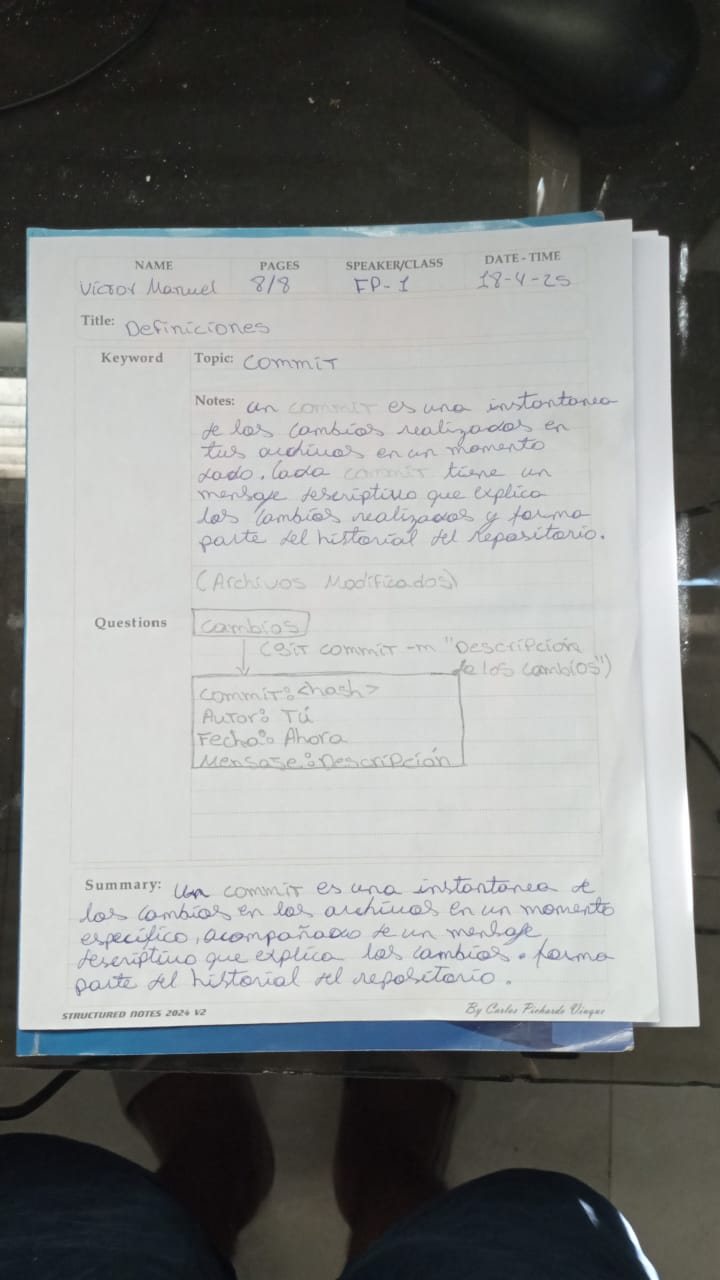 NAME PAGES SPEAKER/CLASS DATE - TIME
Víctor Manuel 8/8 FP-1 18-4-25
Title: Definiciones
Keyword Topic: Commit
Notes: un commit es una instantanea
de los cambios realizados en
tus archivos en un momento
dado. Cada commit tiene un
mensaje descriptivo que explica
los cambios realizados y forma
parte del historial del repositorio.
(Archivos Modificados)
Questions cambios
(git commit -m "Descripción
de los cambios")
commit: <hash>
Autor: Tú
Fecha: Ahora
Mensaje: Descripción
Summary: Un commit es una instantanea de
los cambios en los archivos en un momento
específico, acompañado de un mensaje
descriptivo que explica los cambios. forma
parte del historial del repositorio.
STRUCTURED NOTES 2024 V2 By Carlos Pichardo Viuque